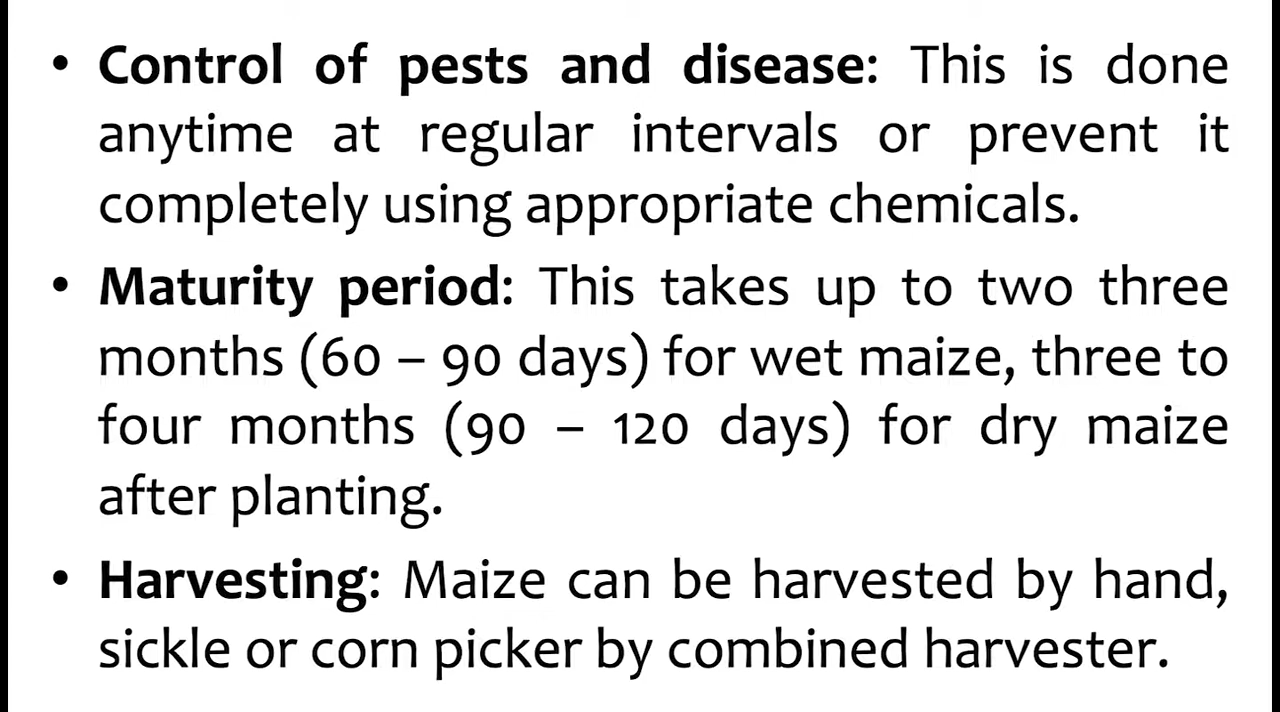 • Control of pests and disease: This is done
anytime at regular intervals or prevent it
completely using appropriate chemicals.
• Maturity period: This takes up to two three
months (60 – 90 days) for wet maize, three to
four months (90 – 120 days) for dry maize
after planting.
• Harvesting: Maize can be harvested by hand,
sickle or corn picker by combined harvester.